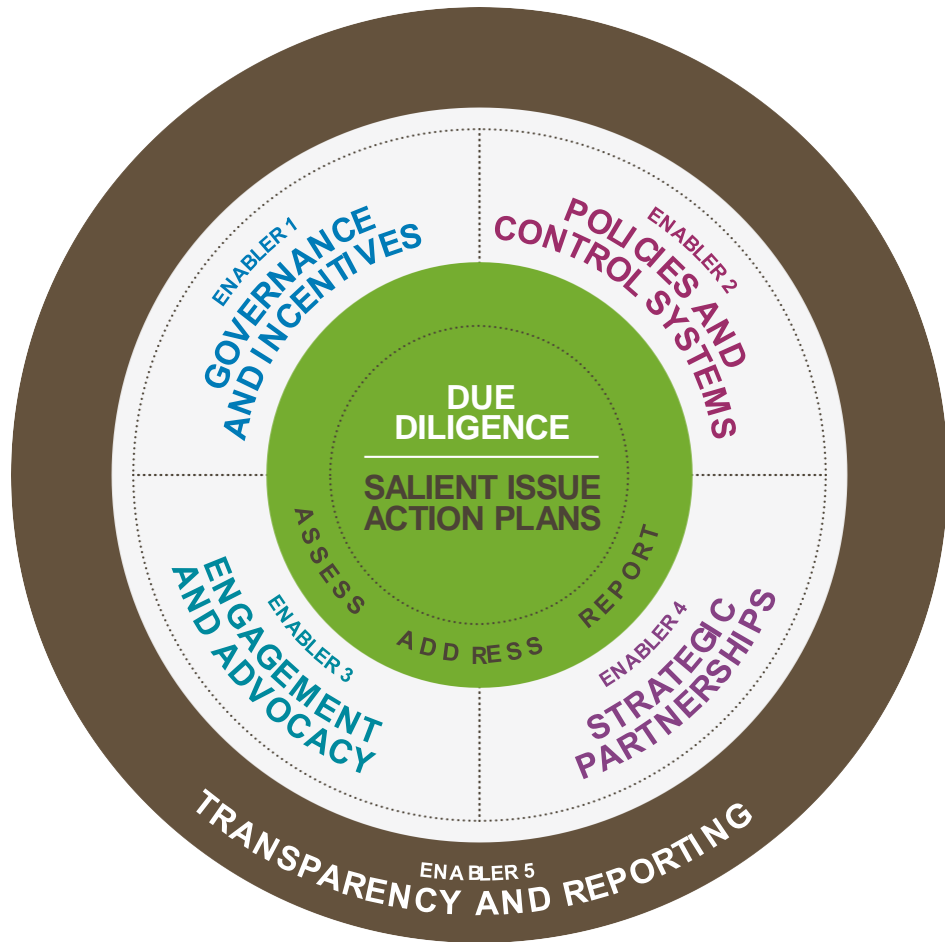 ENABLER 1
GOVERNANCE
AND INCENTIVES
ENABLER 2
POLICIES AND
CONTROL SYSTEMS
DUE
DILIGENCE
SALIENT ISSUE
ACTION PLANS
ASSESS ADDRESS REPORT
ENABLER 3
ENGAGEMENT
AND ADVOCACY
ENABLER 4
STRATEGIC
PARTNERSHIPS
ENABLER 5
TRANSPARENCY AND REPORTING